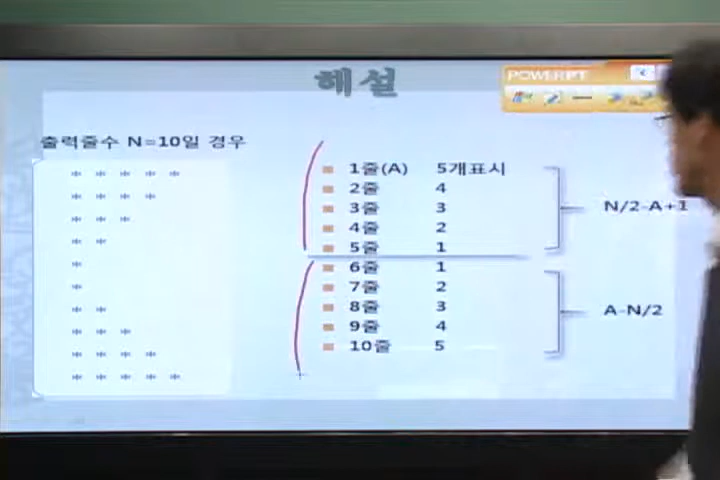 해설
POWERPT
출력줄수 N=10일 경우
* * * * *
* * * *
* * *
* *
*
*
* *
* * *
* * * *
* * * * *
1줄(A) 5개표시
2줄 4
3줄 3
4줄 2
5줄 1
6줄 1
7줄 2
8줄 3
9줄 4
10줄 5
N/2-A+1
A-N/2